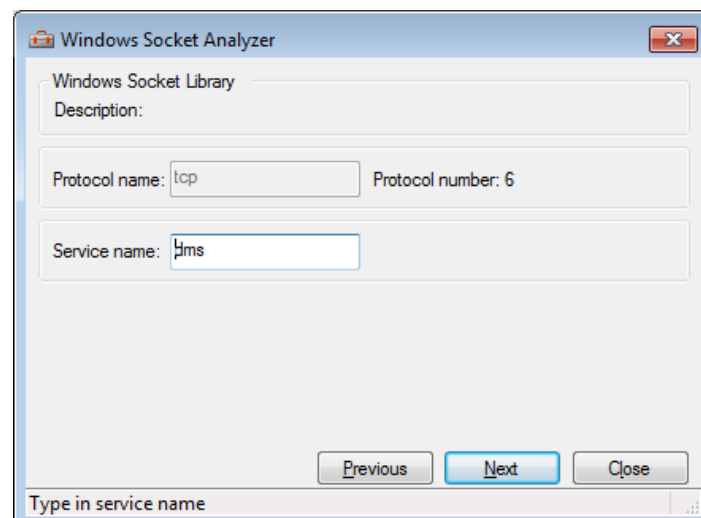 Windows Socket Analyzer
Windows Socket Library
Description:
Protocol name: tcp Protocol number: 6
Service name: dms
Previous Next Close
Type in service name